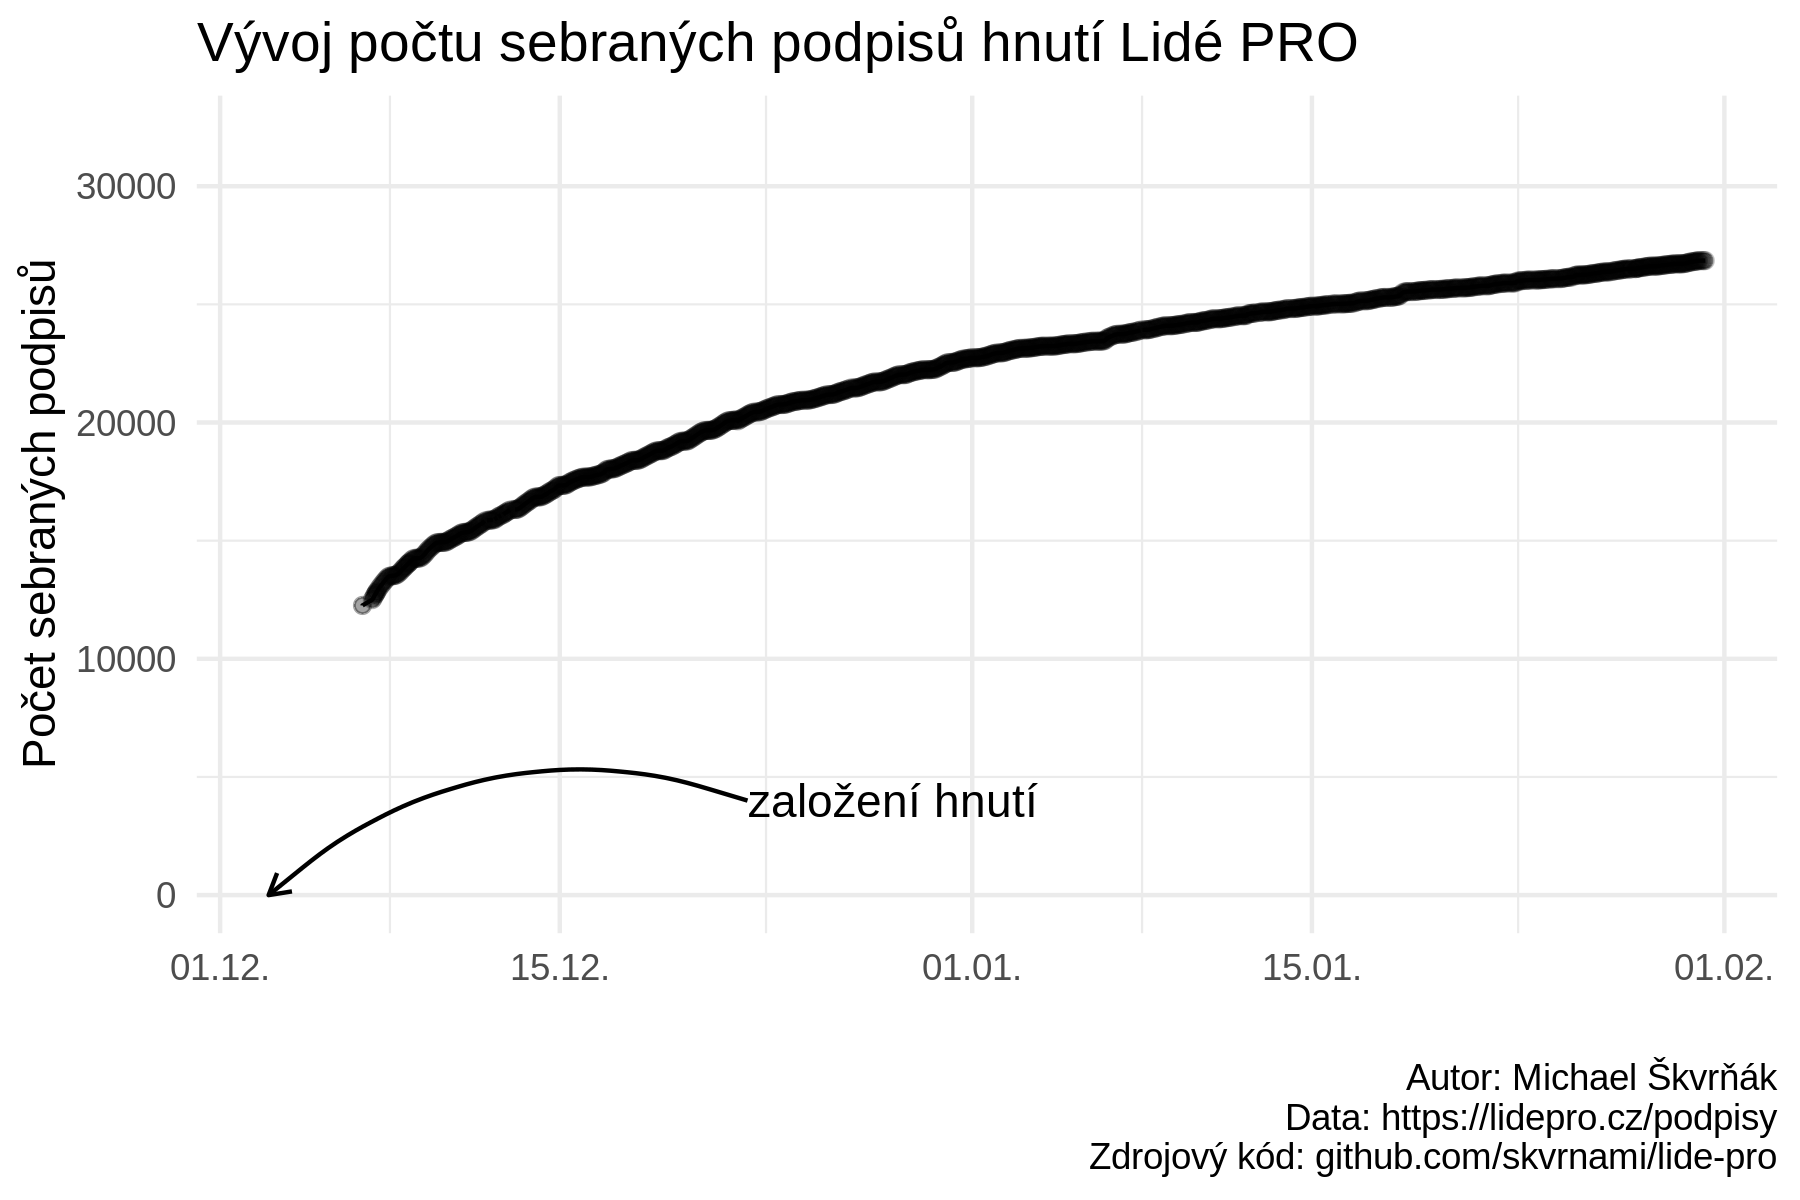 Vývoj počtu sebraných podpisů hnutí Lidé PRO
Počet sebraných podpisů
30000
20000
10000
0
založení hnutí
01.12.
15.12.
01.01.
15.01.
01.02.
Autor: Michael Škvrňák
Data: https://lidepro.cz/podpisy
Zdrojový kód: github.com/skvrnami/lide-pro